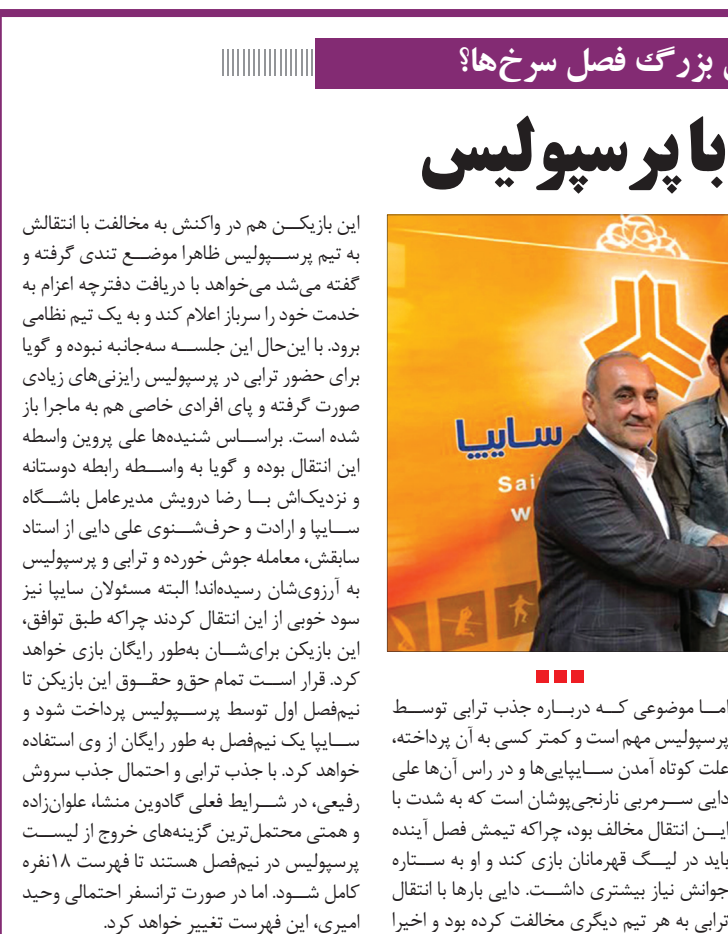 بزرگ فصل سرخ‌ها؟
با پرسپولیس
سایپا
Sai
W
اما موضوعی که درباره جذب ترابی توسط
پرسپولیس مهم است و کمتر کسی به آن پرداخته،
علت کوتاه آمدن سایپایی‌ها و در راس آن‌ها علی
دایی سرمربی نارنجی‌پوشان است که به شدت با
این انتقال مخالف بود، چراکه تیمش فصل آینده
باید در لیگ قهرمانان بازی کند و او به ستاره
جوانش نیاز بیشتری داشت. دایی بارها با انتقال
ترابی به هر تیم دیگری مخالفت کرده بود و اخیرا
این بازیکن هم در واکنش به مخالفت با انتقالش
به تیم پرسپولیس ظاهرا موضع تندی گرفته و
گفته می‌شد می‌خواهد با دریافت دفترچه اعزام به
خدمت خود را سرباز اعلام کند و به یک تیم نظامی
برود. با این‌حال این جلسه سه‌جانبه نبوده و گویا
برای حضور ترابی در پرسپولیس رایزنی‌های زیادی
صورت گرفته و پای افرادی خاصی هم به ماجرا باز
شده است. براساس شنیده‌ها علی پروین واسطه
این انتقال بوده و گویا به واسطه رابطه دوستانه
و نزدیک‌اش با رضا درویش مدیرعامل باشگاه
سایپا و ارادت و حرف‌شنوی علی دایی از استاد
سابقش، معامله جوش خورده و ترابی و پرسپولیس
به آرزوی‌شان رسیده‌اند! البته مسئولان سایپا نیز
سود خوبی از این انتقال کردند چراکه طبق توافق،
این بازیکن برای‌شان به‌طور رایگان بازی خواهد
کرد. قرار است تمام حق‌و حقوق این بازیکن تا
نیم‌فصل اول توسط پرسپولیس پرداخت شود و
سایپا یک نیم‌فصل به طور رایگان از وی استفاده
خواهد کرد. با جذب ترابی و احتمال جذب سروش
رفیعی، در شرایط فعلی گادوین منشا، علوان‌زاده
و همتی محتمل‌ترین گزینه‌های خروج از لیست
پرسپولیس در نیم‌فصل هستند تا فهرست ۱۸نفره
کامل شود. اما در صورت ترانسفر احتمالی وحید
امیری، این فهرست تغییر خواهد کرد.